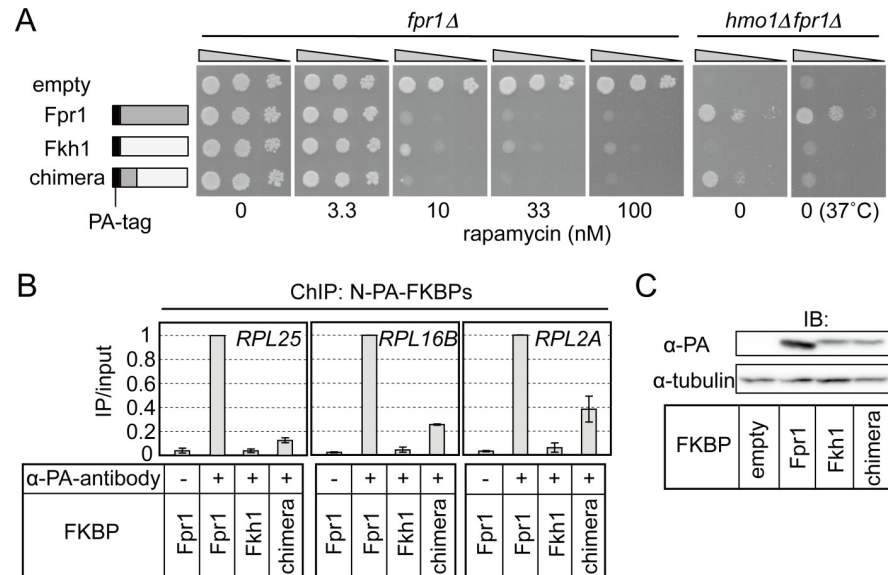 A
fpr1Δ
hmo1Δfpr1Δ
empty
Fpr1
Fkh1
chimera
PA-tag
0 3.3 10 33 100 0 0 (37˚C)
rapamycin (nM)
B
ChIP: N-PA-FKBPs
RPL25 RPL16B RPL2A
IP/input
1
0.8
0.6
0.4
0.2
0
α-PA-antibody - + + + - + + + - + + +
FKBP Fpr1 Fpr1 Fkh1 chimera Fpr1 Fpr1 Fkh1 chimera Fpr1 Fpr1 Fkh1 chimera
C
IB:
α-PA
α-tubulin
FKBP empty Fpr1 Fkh1 chimera